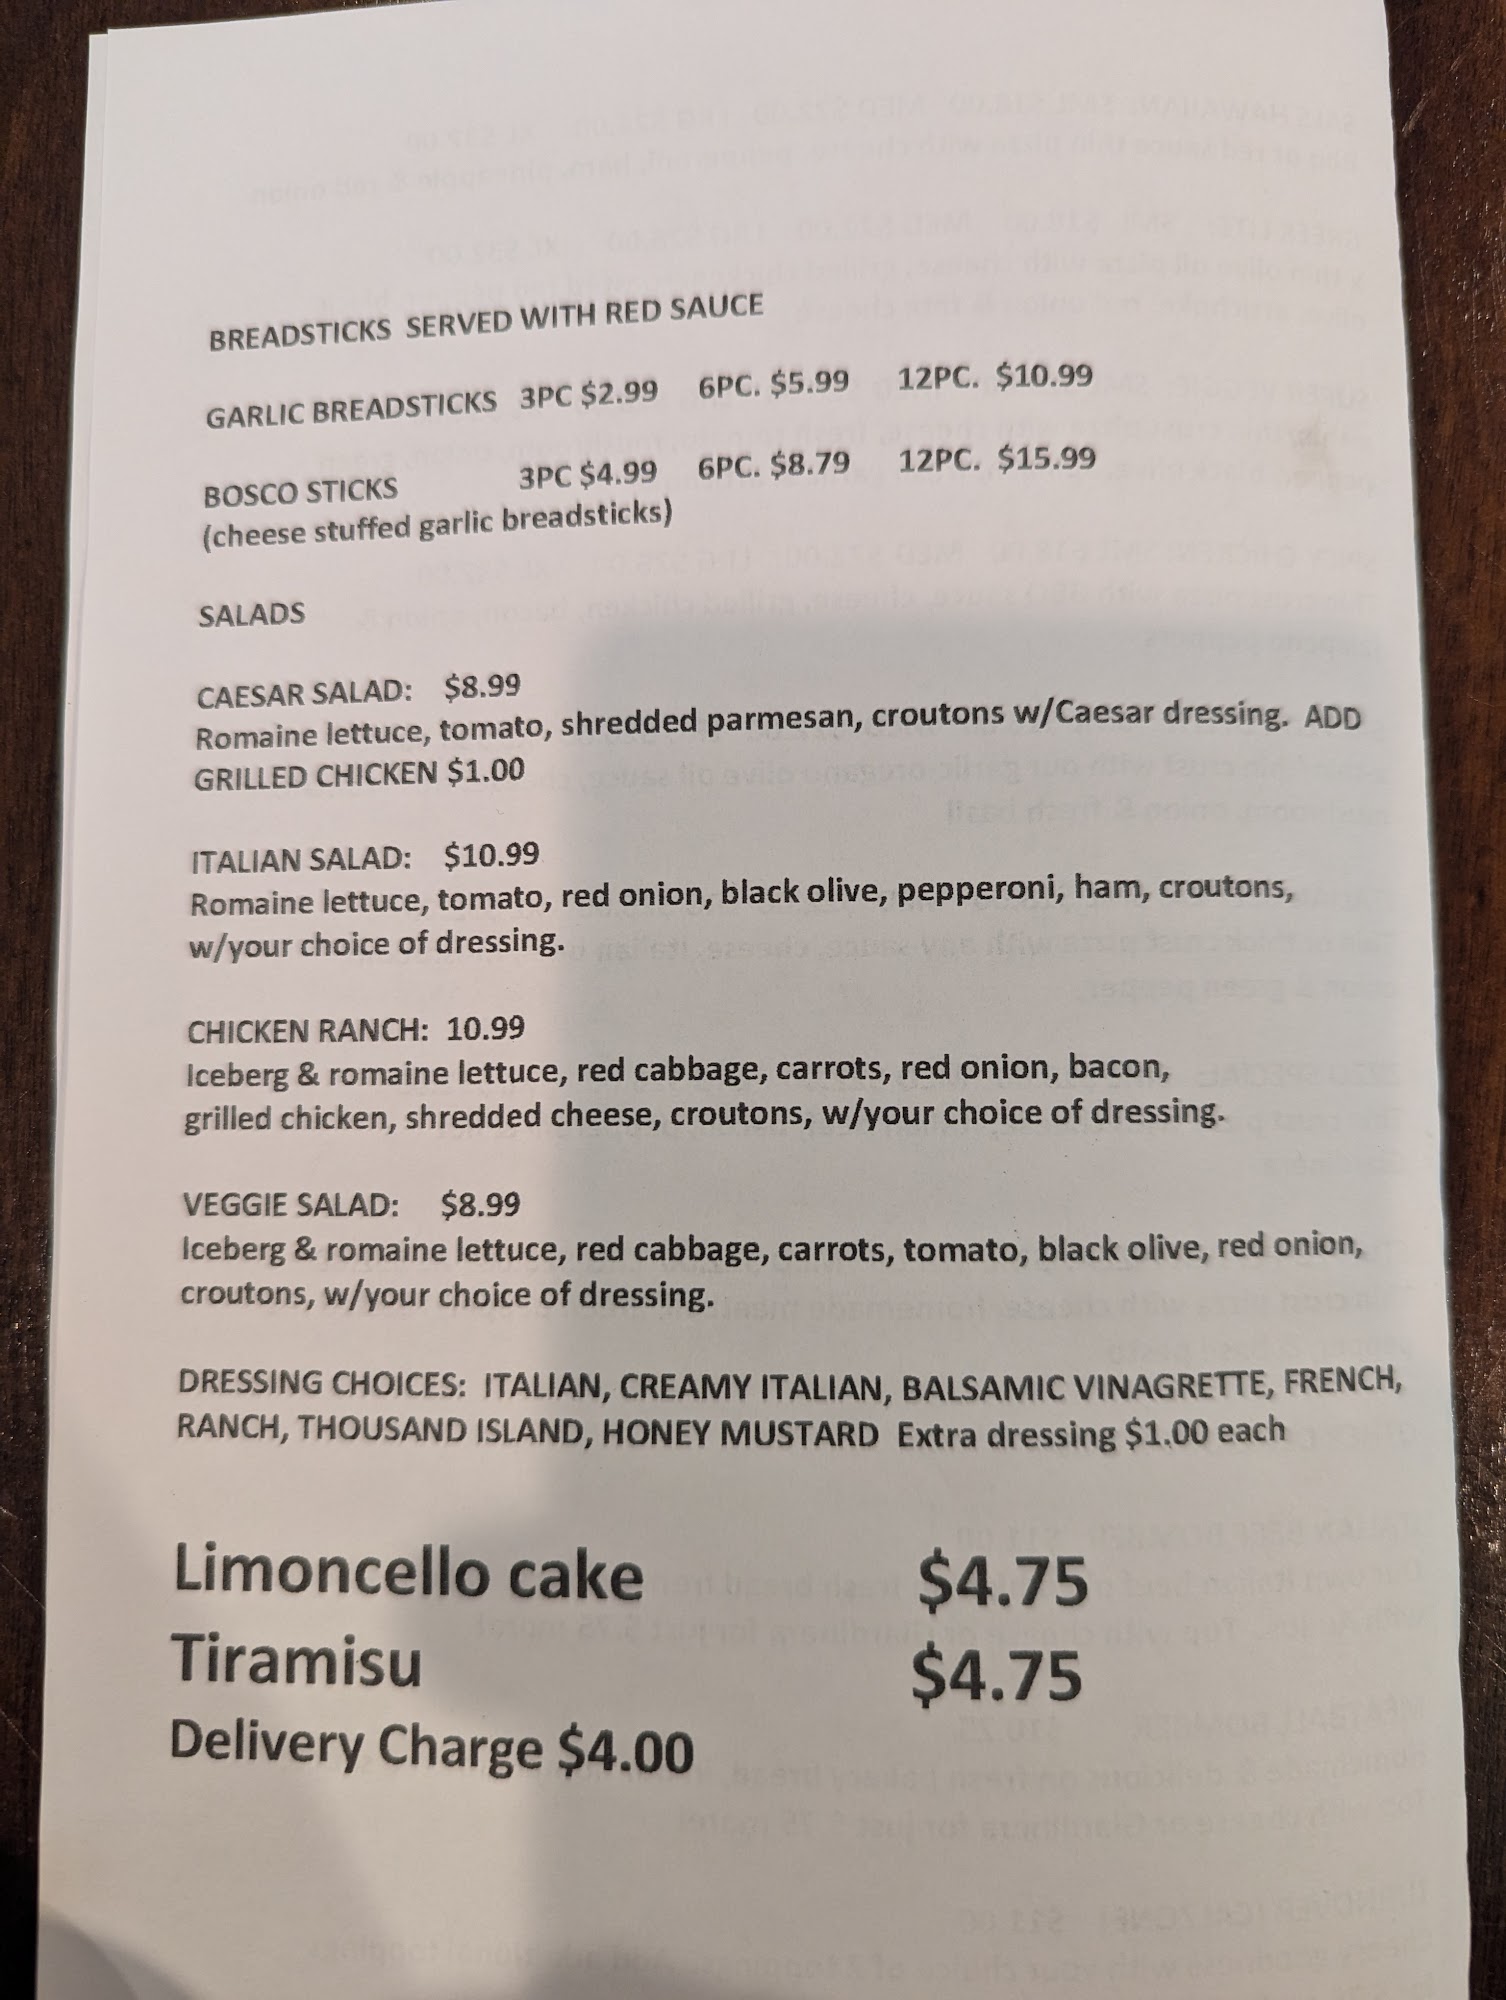 BREADSTICKS SERVED WITH RED SAUCE
GARLIC BREADSTICKS 3PC $2.99 6PC. $5.99 12PC. $10.99
BOSCO STICKS 3PC $4.99 6PC. $8.79 12PC. $15.99
(cheese stuffed garlic breadsticks)
SALADS
CAESAR SALAD: $8.99
Romaine lettuce, tomato, shredded parmesan, croutons w/Caesar dressing. ADD
GRILLED CHICKEN $1.00
ITALIAN SALAD: $10.99
Romaine lettuce, tomato, red onion, black olive, pepperoni, ham, croutons,
w/your choice of dressing.
CHICKEN RANCH: 10.99
Iceberg & romaine lettuce, red cabbage, carrots, red onion, bacon,
grilled chicken, shredded cheese, croutons, w/your choice of dressing.
VEGGIE SALAD: $8.99
Iceberg & romaine lettuce, red cabbage, carrots, tomato, black olive, red onion,
croutons, w/your choice of dressing.
DRESSING CHOICES: ITALIAN, CREAMY ITALIAN, BALSAMIC VINAGRETTE, FRENCH,
RANCH, THOUSAND ISLAND, HONEY MUSTARD Extra dressing $1.00 each
Limoncello cake $4.75
Tiramisu $4.75
Delivery Charge $4.00